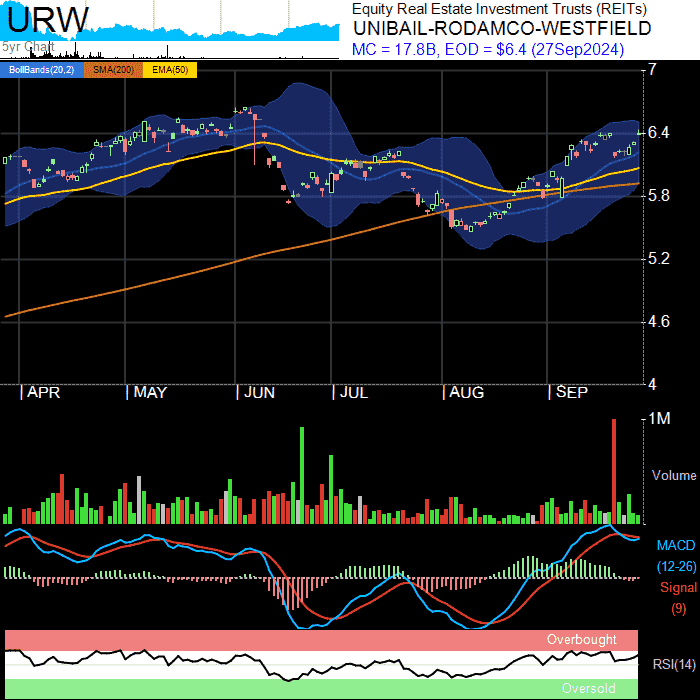 URW
5yr Chart
Equity Real Estate Investment Trusts (REITs)
UNIBAIL-RODAMCO-WESTFIELD
MC = 17.8B, EOD = $6.4 (27Sep2024)
BollBands(20,2) SMA(200) EMA(50)
7
6.4
5.8
5.2
4.6
4
APR MAY JUN JUL AUG SEP
1M
Volume
MACD
(12-26)
Signal
(9)
Overbought
RSI(14)
Oversold